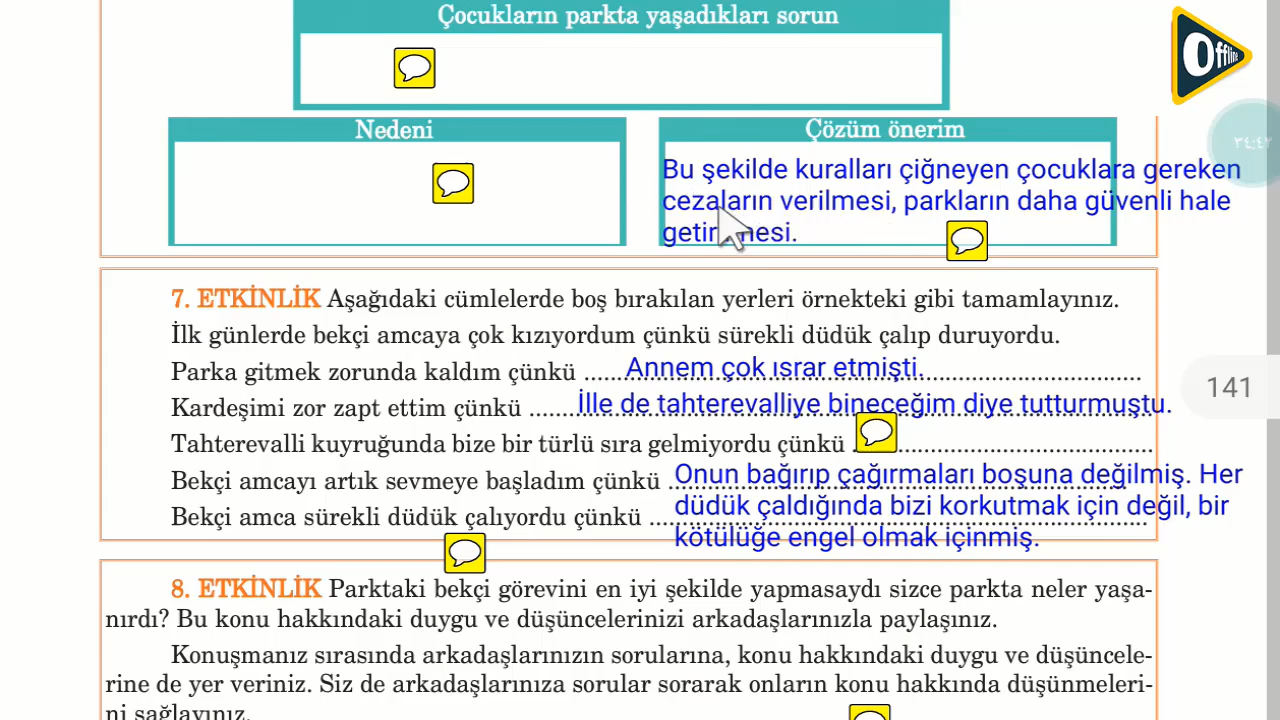 Çocukların parkta yaşadıkları sorun
Offline
Nedeni
Çözüm önerim
٣٤:٤٢
Bu şekilde kuralları çiğneyen çocuklara gereken
cezaların verilmesi, parkların daha güvenli hale
7. ETKİNLİK Aşağıdaki cümlelerde boş bırakılan yerleri örnekteki gibi tamamlayınız.
İlk günlerde bekçi amcaya çok kızıyordum çünkü sürekli düdük çalıp duruyordu.
Parka gitmek zorunda kaldım çünkü ..... Annem çok ısrar etmişti.
141
Kardeşimi zor zapt ettim çünkü ..... İlle de tahterevalliye bineceğim diye tutturmuştu.
Tahterevalli kuyruğunda bize bir türlü sıra gelmiyordu çünkü .....
Bekçi amcayı artık sevmeye başladım çünkü ..... Onun bağırıp çağırmaları boşuna değilmiş. Her
düdük çaldığında bizi korkutmak için değil, bir
Bekçi amca sürekli düdük çalıyordu çünkü .....
kötülüğe engel olmak içinmiş.
8. ETKİNLİK Parktaki bekçi görevini en iyi şekilde yapmasaydı sizce parkta neler yaşa-
nırdı? Bu konu hakkındaki duygu ve düşüncelerinizi arkadaşlarınızla paylaşınız.
Konuşmanız sırasında arkadaşlarınızın sorularına, konu hakkındaki duygu ve düşüncele-
rine de yer veriniz. Siz de arkadaşlarınıza sorular sorarak onların konu hakkında düşünmeleri-
ni sağlayınız.